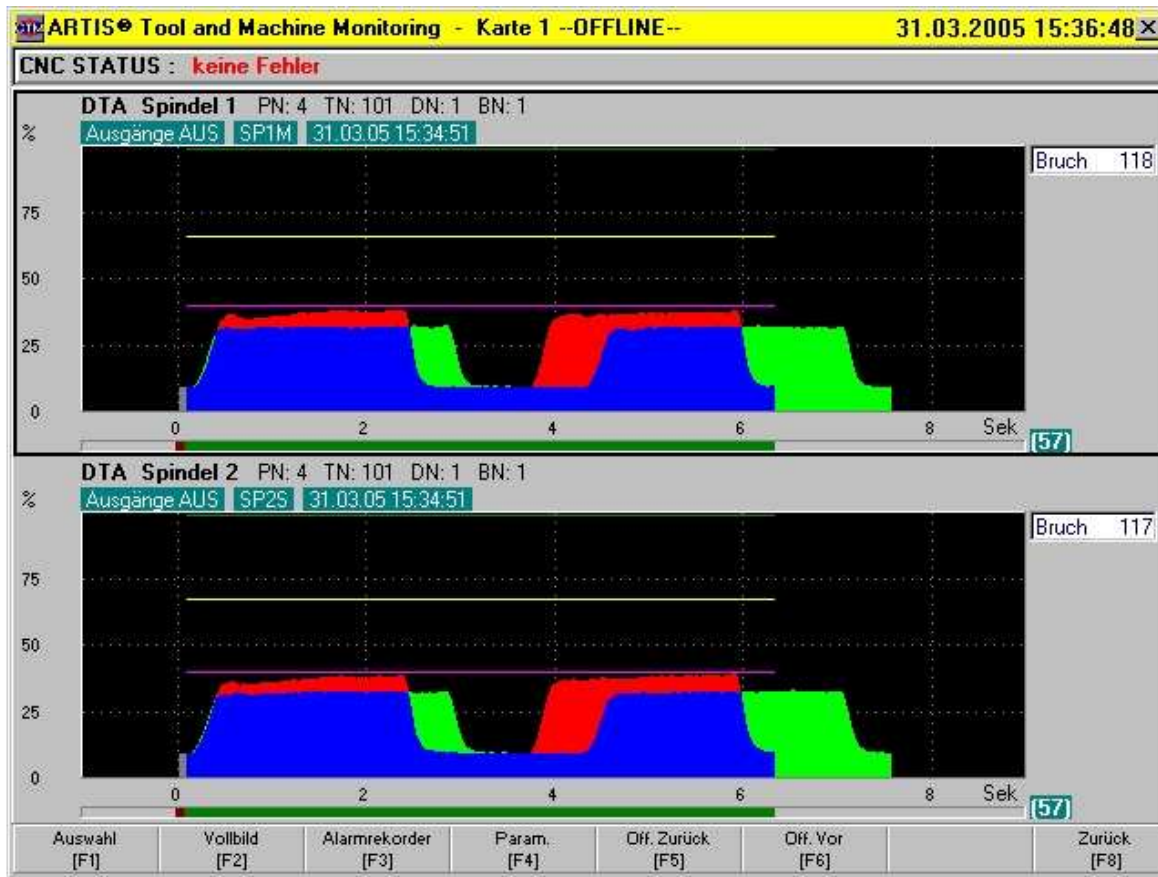 ARTIS® Tool and Machine Monitoring - Karte 1 --OFFLINE-- 31.03.2005 15:36:48
CNC STATUS : keine Fehler
DTA Spindel 1 PN: 4 TN: 101 DN: 1 BN: 1
% Ausgänge AUS SP1M 31.03.05 15:34:51
Bruch 118
75
50
25
0
0 2 4 6 8 Sek
(57)
DTA Spindel 2 PN: 4 TN: 101 DN: 1 BN: 1
% Ausgänge AUS SP2S 31.03.05 15:34:51
Bruch 117
75
50
25
0
0 2 4 6 8 Sek
(57)
Auswahl Vollbild Alarmrekorder Param. Off. Zurück Off. Vor Zurück
[F1] [F2] [F3] [F4] [F5] [F6] [F8]